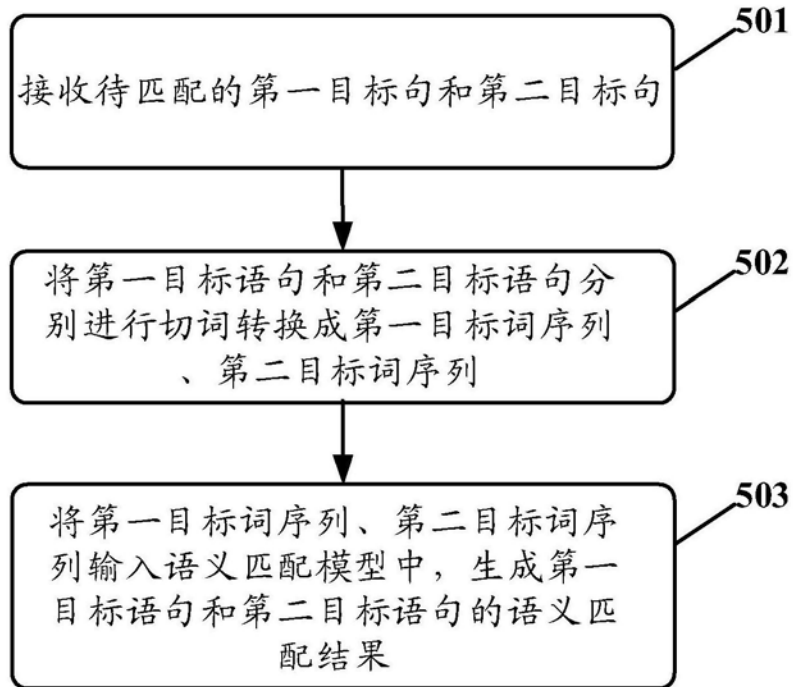 501
接收待匹配的第一目标句和第二目标句
502
将第一目标语句和第二目标语句分
别进行切词转换成第一目标词序列
、第二目标词序列
503
将第一目标词序列、第二目标词序
列输入语义匹配模型中，生成第一
目标语句和第二目标语句的语义匹
配结果